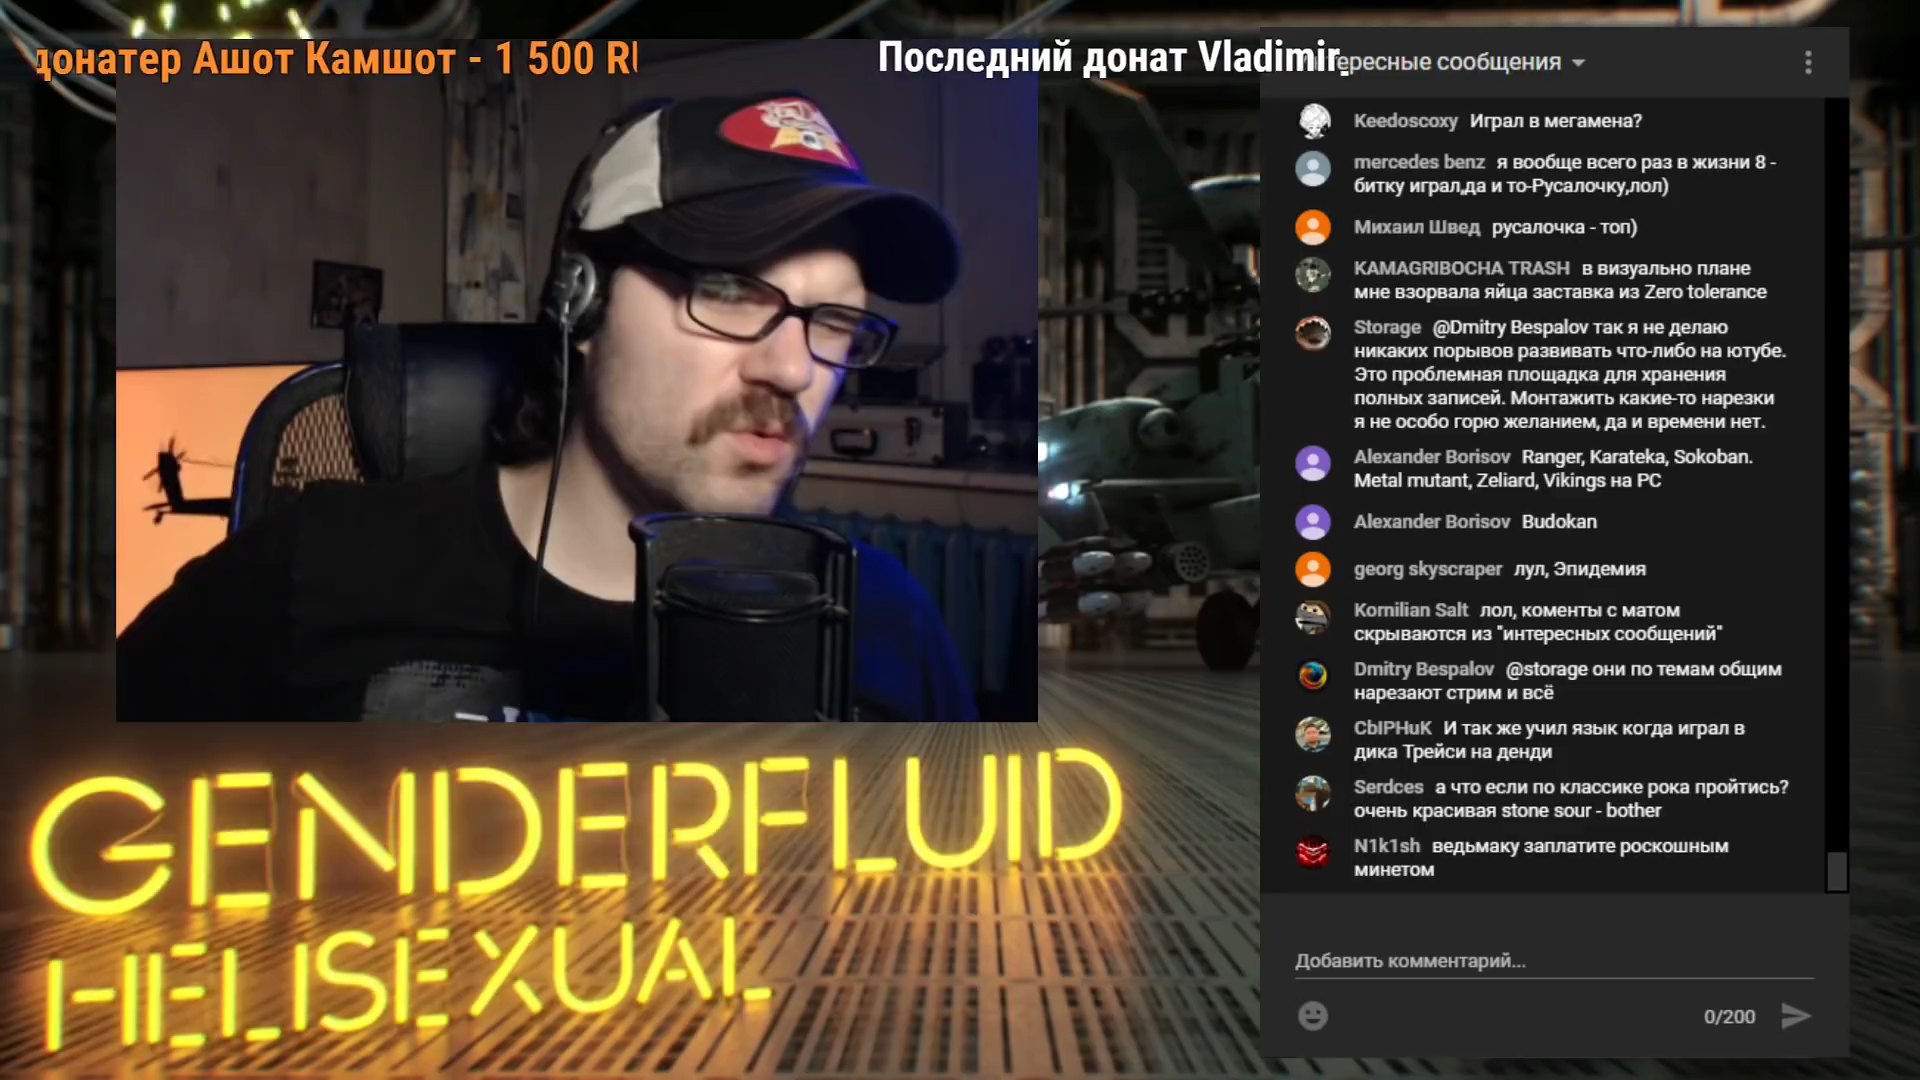 донатер Ашот Камшот - 1 500 RU
Последний донат Vladimir_
тересные сообщения
Keedoscoxy Играл в мегамена?
mercedes benz я вообще всего раз в жизни 8 -
битку играл,да и то-Русалочку,лол)
Михаил Швед русалочка - топ)
KAMAGRIBOCHA TRASH в визуально плане
мне взорвала яйца заставка из Zero tolerance
Storage @Dmitry Bespalov так я не делаю
никаких порывов развивать что-либо на ютубе.
Это проблемная площадка для хранения
полных записей. Монтажить какие-то нарезки
я не особо горю желанием, да и времени нет.
Alexander Borisov Ranger, Karateka, Sokoban.
Metal mutant, Zeliard, Vikings на PC
Alexander Borisov Budokan
georg skyscraper лул, Эпидемия
Kornilian Salt лол, коменты с матом
скрываются из "интересных сообщений"
Dmitry Bespalov @storage они по темам общим
нарезают стрим и всё
CbIPHuK И так же учил язык когда играл в
дика Трейси на денди
Serdces а что если по классике рока пройтись?
очень красивая stone sour - bother
N1k1sh ведьмаку заплатите роскошным
минетом
Добавить комментарий...
0/200
GENDERFLUID
HELISEXUAL